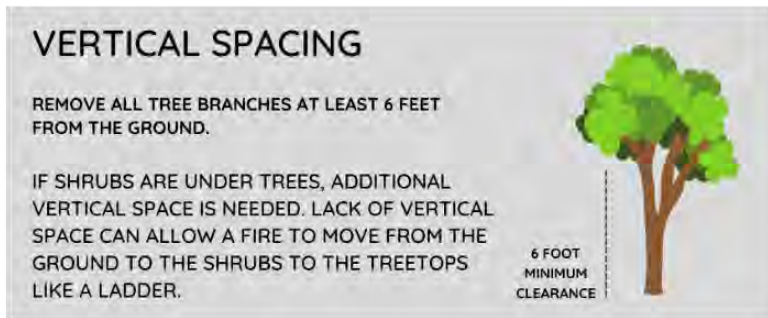 VERTICAL SPACING
REMOVE ALL TREE BRANCHES AT LEAST 6 FEET
FROM THE GROUND.
IF SHRUBS ARE UNDER TREES, ADDITIONAL
VERTICAL SPACE IS NEEDED. LACK OF VERTICAL
SPACE CAN ALLOW A FIRE TO MOVE FROM THE
GROUND TO THE SHRUBS TO THE TREETOPS
LIKE A LADDER.
6 FOOT
MINIMUM
CLEARANCE